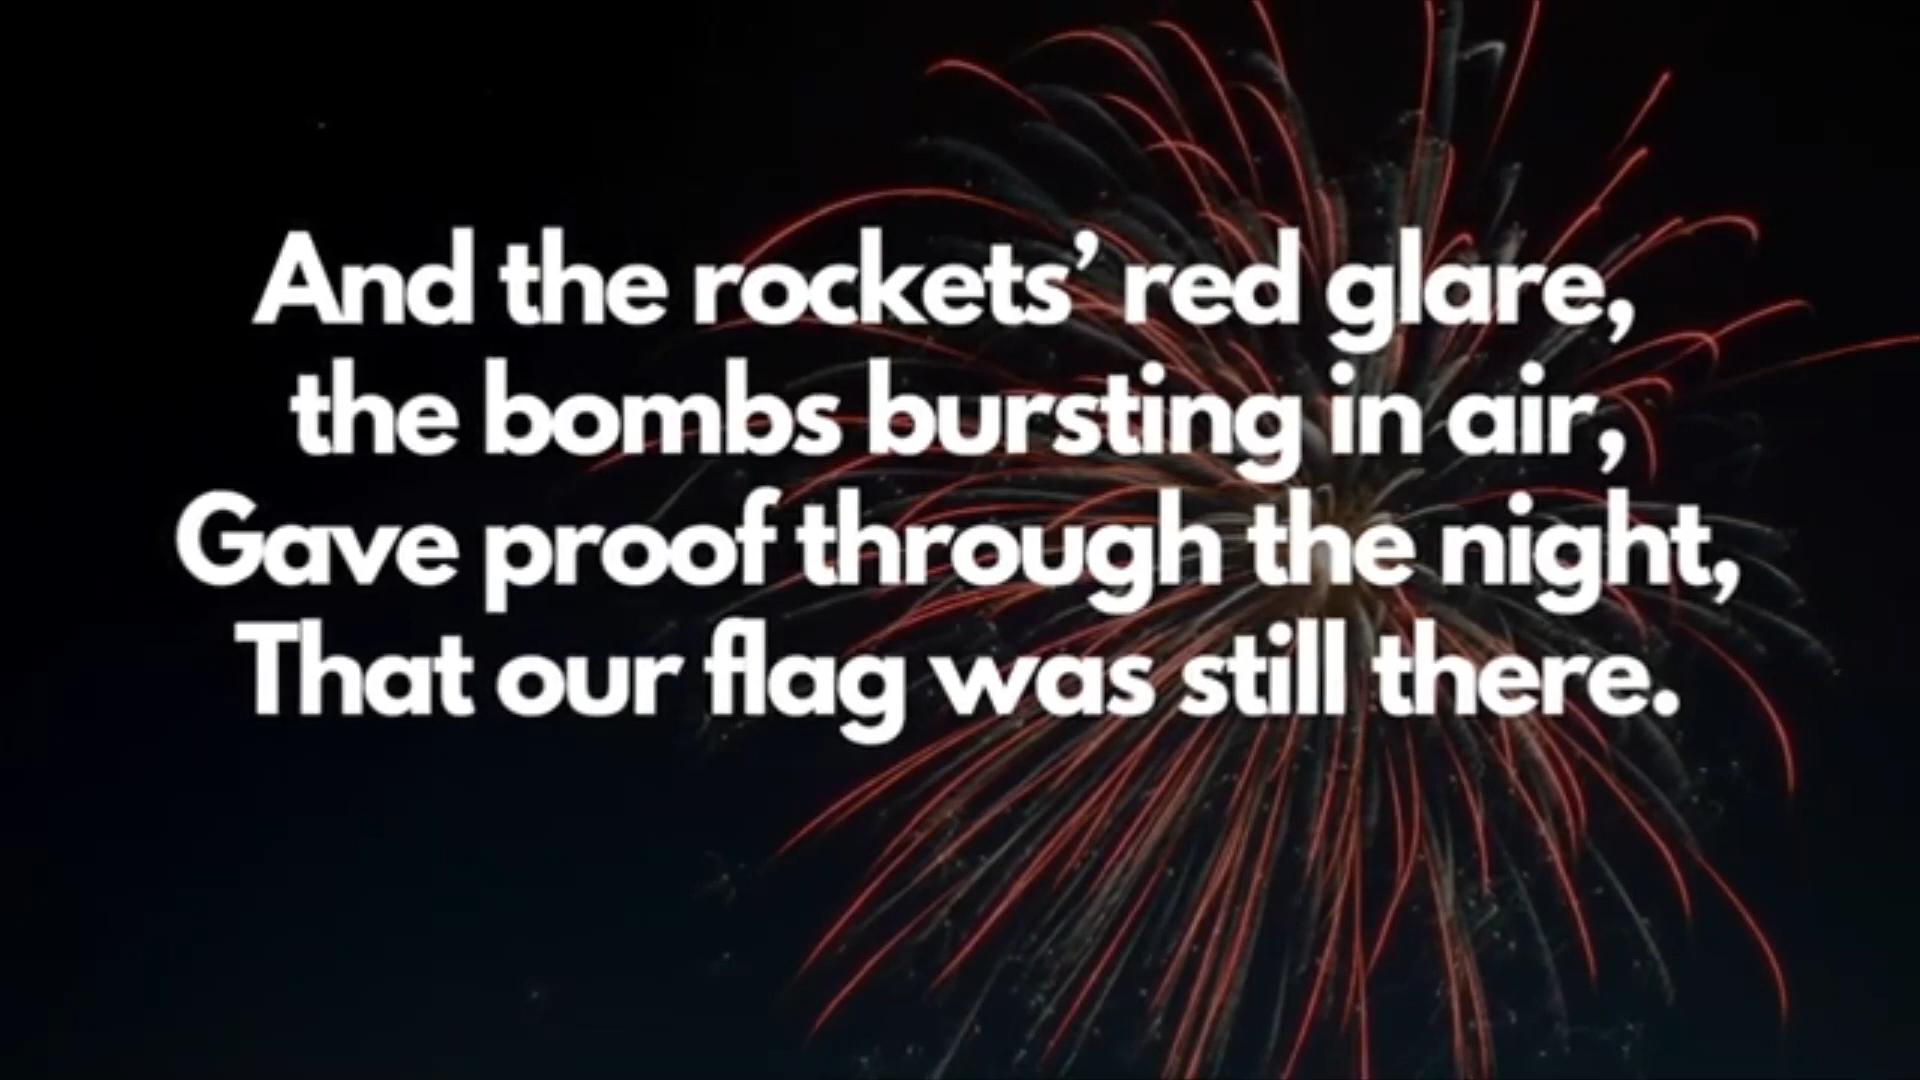 And the rockets’ red glare,
the bombs bursting in air,
Gave proof through the night,
That our flag was still there.